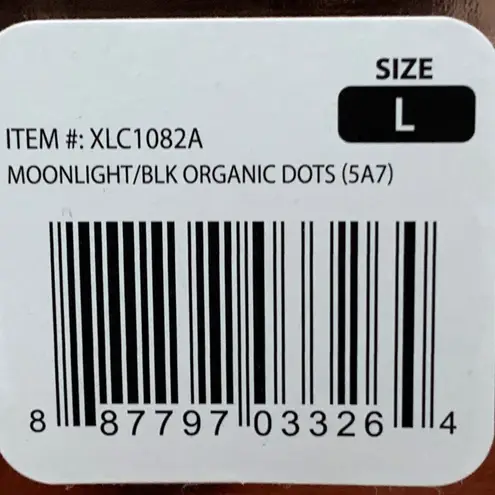 SIZE
L
ITEM #: XLC1082A
MOONLIGHT/BLK ORGANIC DOTS (5A7)
8 87797 03326 4